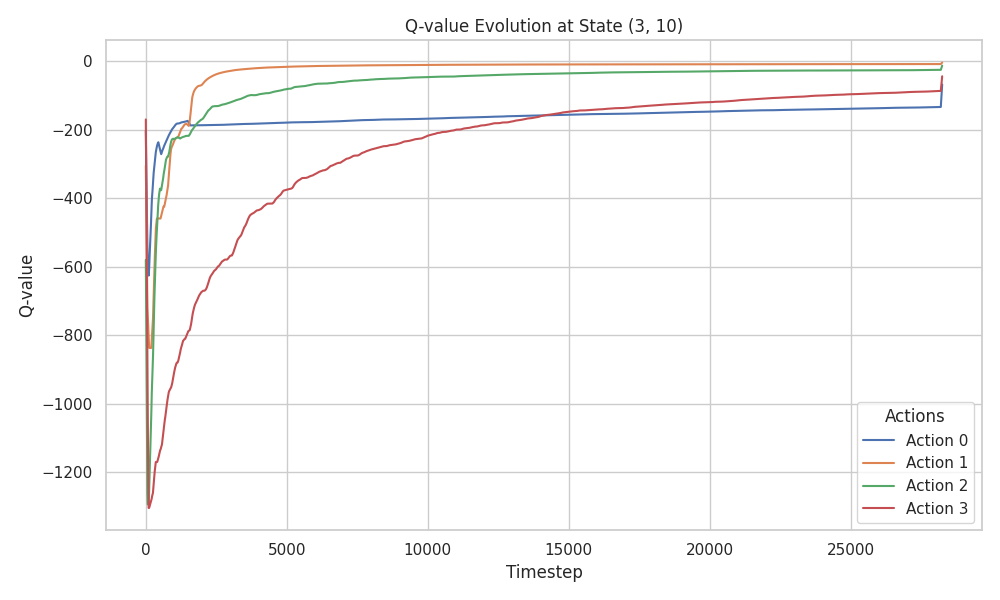 Q-value Evolution at State (3, 10)
Q-value
0
−200
−400
−600
−800
−1000
−1200
0
5000
10000
15000
20000
25000
Timestep
Actions
Action 0
Action 1
Action 2
Action 3